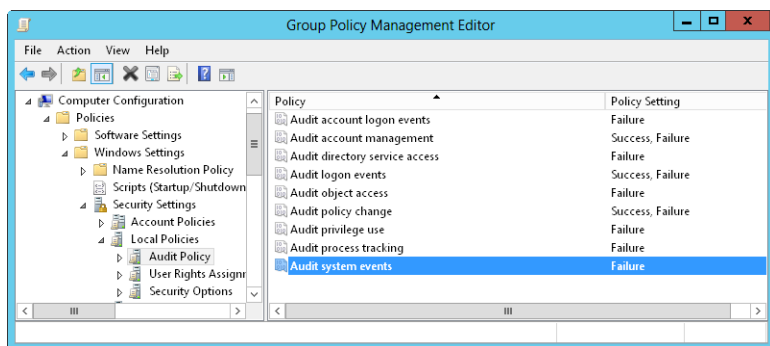 Group Policy Management Editor
File Action View Help
Computer Configuration
Policies
Software Settings
Windows Settings
Name Resolution Policy
Scripts (Startup/Shutdown
Security Settings
Account Policies
Local Policies
Audit Policy
User Rights Assignr
Security Options
Policy Policy Setting
Audit account logon events Failure
Audit account management Success, Failure
Audit directory service access Failure
Audit logon events Success, Failure
Audit object access Failure
Audit policy change Success, Failure
Audit privilege use Failure
Audit process tracking Failure
Audit system events Failure